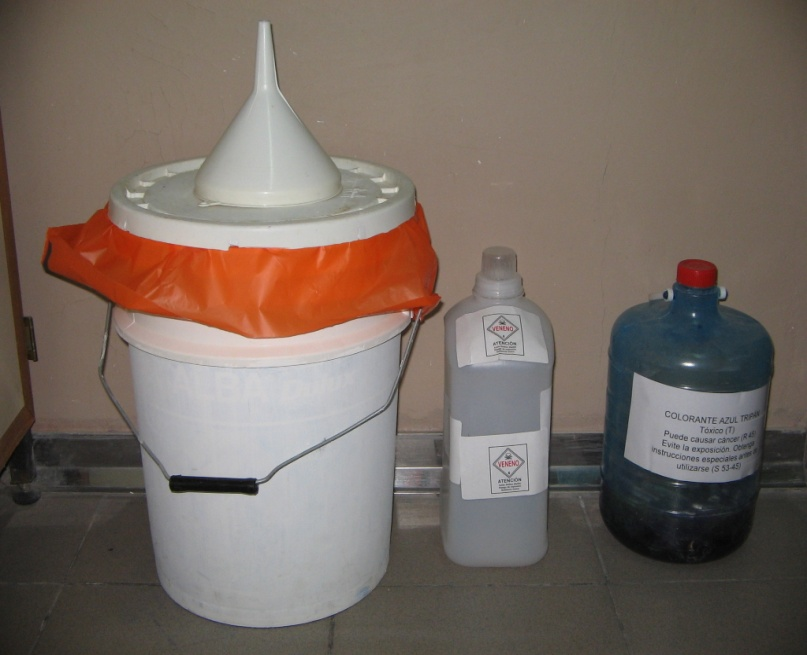 VENENO
ATENCIÓN
VENENO
ATENCIÓN
COLORANTE AZUL TRIPAN
Tóxico (T)
Puede causar cáncer (R 45)
Evite la exposición. Obtenga
instrucciones especiales antes de
utilizarse (S 53-45)